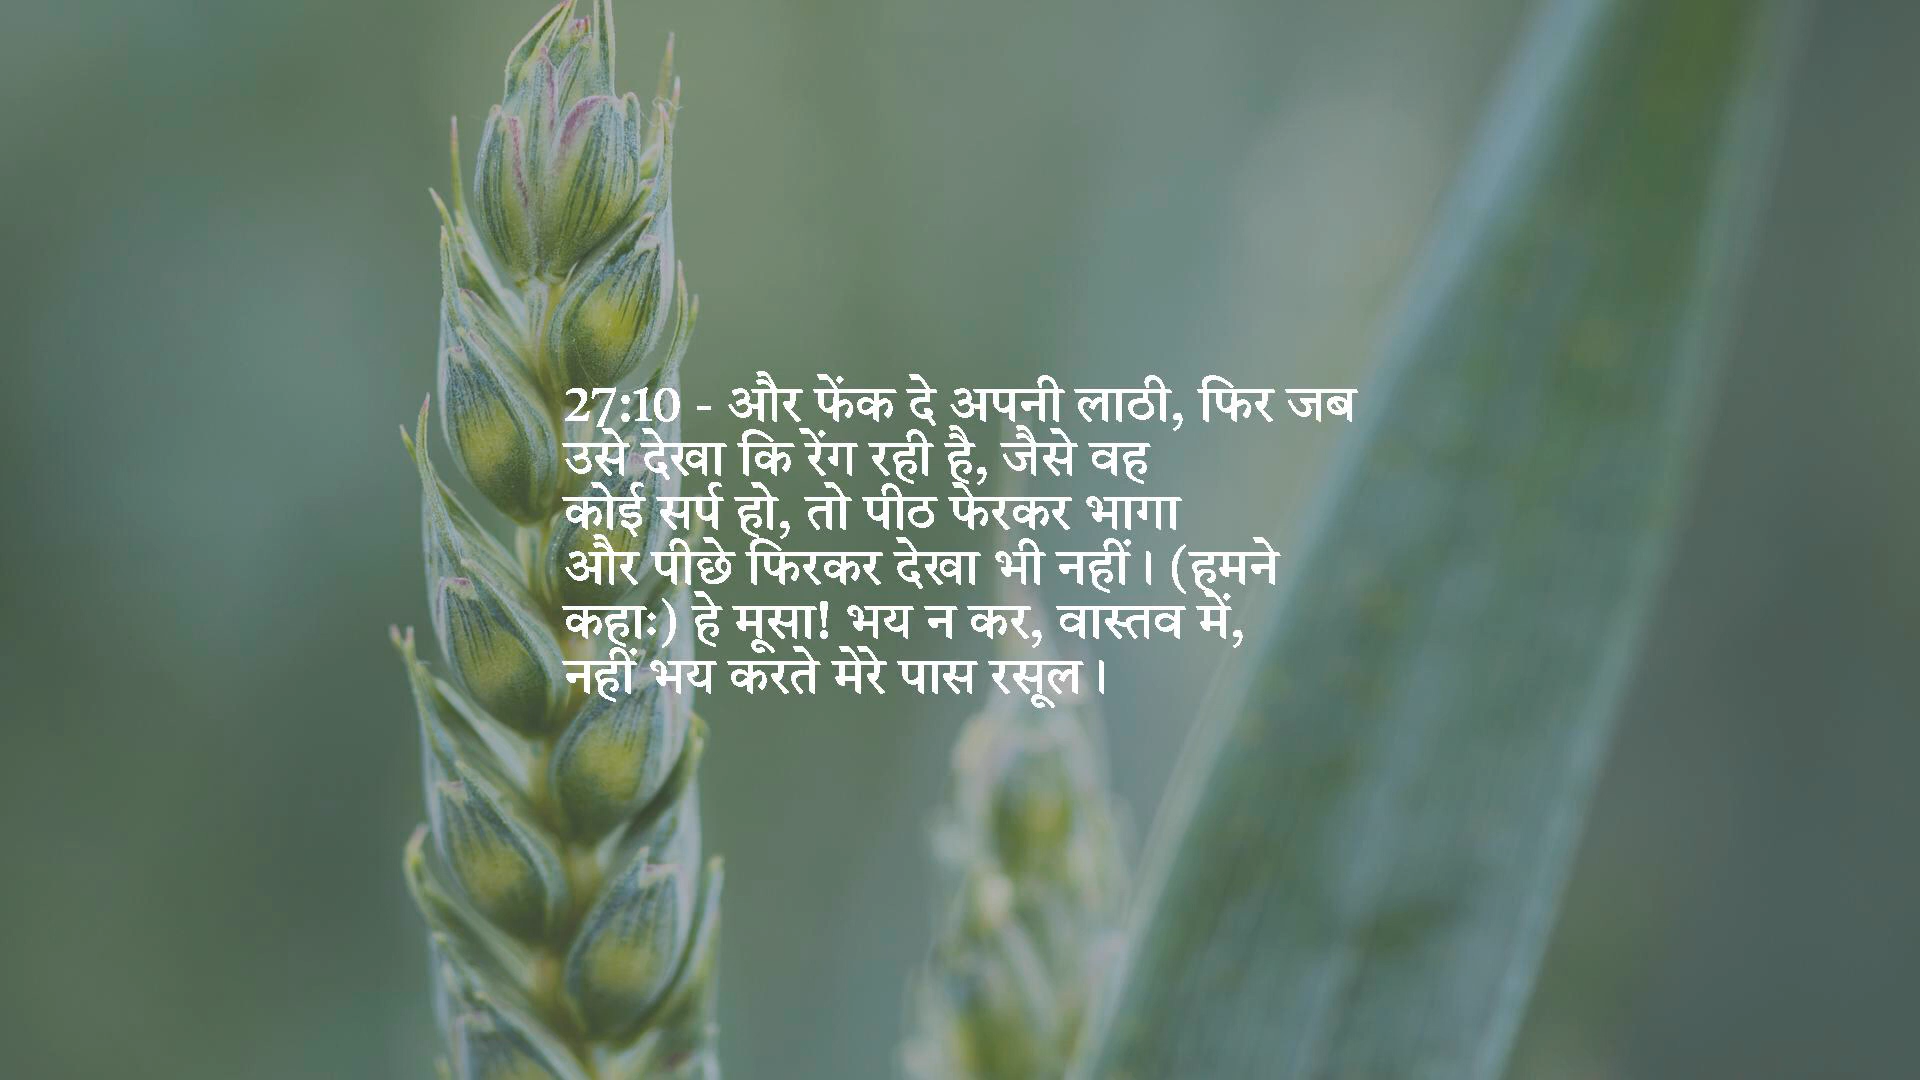 27:10 - और फेंक दे अपनी लाठी, फिर जब
उसे देखा कि रेंग रही है, जैसे वह
कोई सर्प हो, तो पीठ फेरकर भागा
और पीछे फिरकर देखा भी नहीं। (हमने
कहाः) हे मूसा! भय न कर, वास्तव में,
नहीं भय करते मेरे पास रसूल।